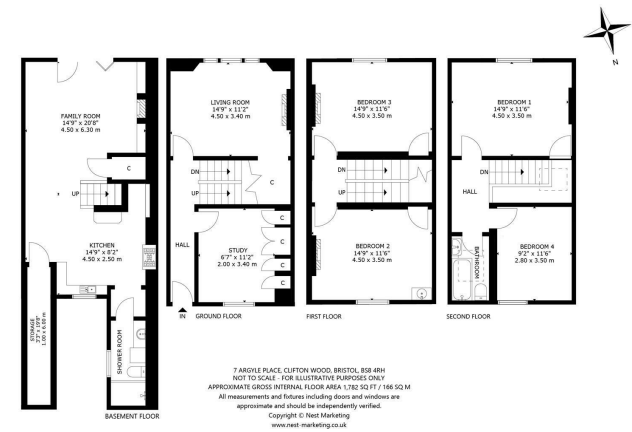 N
FAMILY ROOM
14'9" x 20'8"
4.50 x 6.30 m
C
UP
KITCHEN
14'9" x 8'2"
4.50 x 2.50 m
STORAGE
3'3" x 19'8"
1.00 x 6.00 m
SHOWER ROOM
BASEMENT FLOOR
LIVING ROOM
14'9" x 11'2"
4.50 x 3.40 m
DN
UP
C
HALL
STUDY
6'7" x 11'2"
2.00 x 3.40 m
C
C
C
C
IN
GROUND FLOOR
BEDROOM 3
14'9" x 11'6"
4.50 x 3.50 m
DN
UP
BEDROOM 2
14'9" x 11'6"
4.50 x 3.50 m
FIRST FLOOR
BEDROOM 1
14'9" x 11'6"
4.50 x 3.50 m
DN
HALL
BATHROOM
BEDROOM 4
9'2" x 11'6"
2.80 x 3.50 m
SECOND FLOOR
7 ARGYLE PLACE, CLIFTON WOOD, BRISTOL, BS8 4RH
NOT TO SCALE - FOR ILLUSTRATIVE PURPOSES ONLY
APPROXIMATE GROSS INTERNAL FLOOR AREA 1,782 SQ FT / 166 SQ M
All measurements and fixtures including doors and windows are
approximate and should be independently verified.
Copyright © Nest Marketing
www.nest-marketing.co.uk